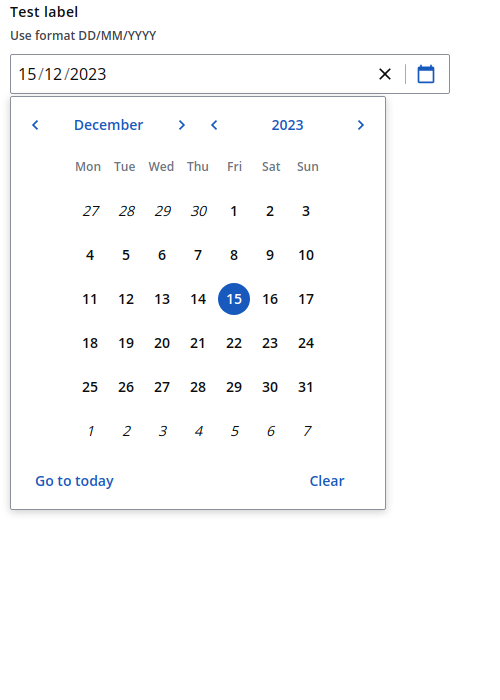 Test label
Use format DD/MM/YYYY
15/12/2023
December 2023
Mon Tue Wed Thu Fri Sat Sun
27 28 29 30 1 2 3
4 5 6 7 8 9 10
11 12 13 14 15 16 17
18 19 20 21 22 23 24
25 26 27 28 29 30 31
1 2 3 4 5 6 7
Go to today Clear